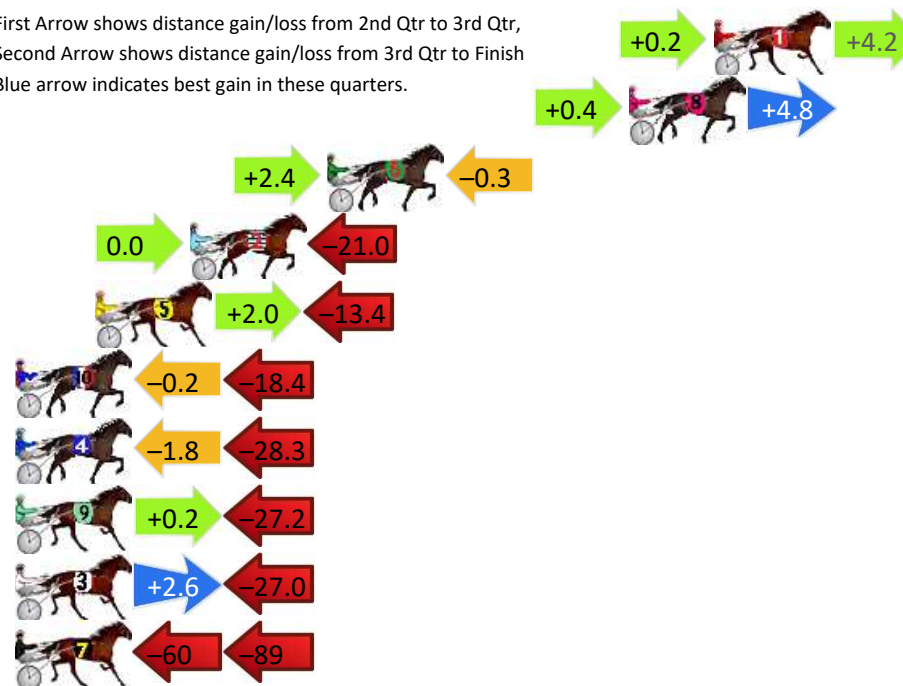 First Arrow shows distance gain/loss from 2nd Qtr to 3rd Qtr,
Second Arrow shows distance gain/loss from 3rd Qtr to Finish
Blue arrow indicates best gain in these quarters.
+0.2 1 +4.2
+0.4 8 +4.8
+2.4 6 –0.3
0.0 –21.0
5 +2.0 –13.4
10 –0.2 –18.4
4 –1.8 –28.3
9 +0.2 –27.2
3 +2.6 –27.0
7 –60 –89